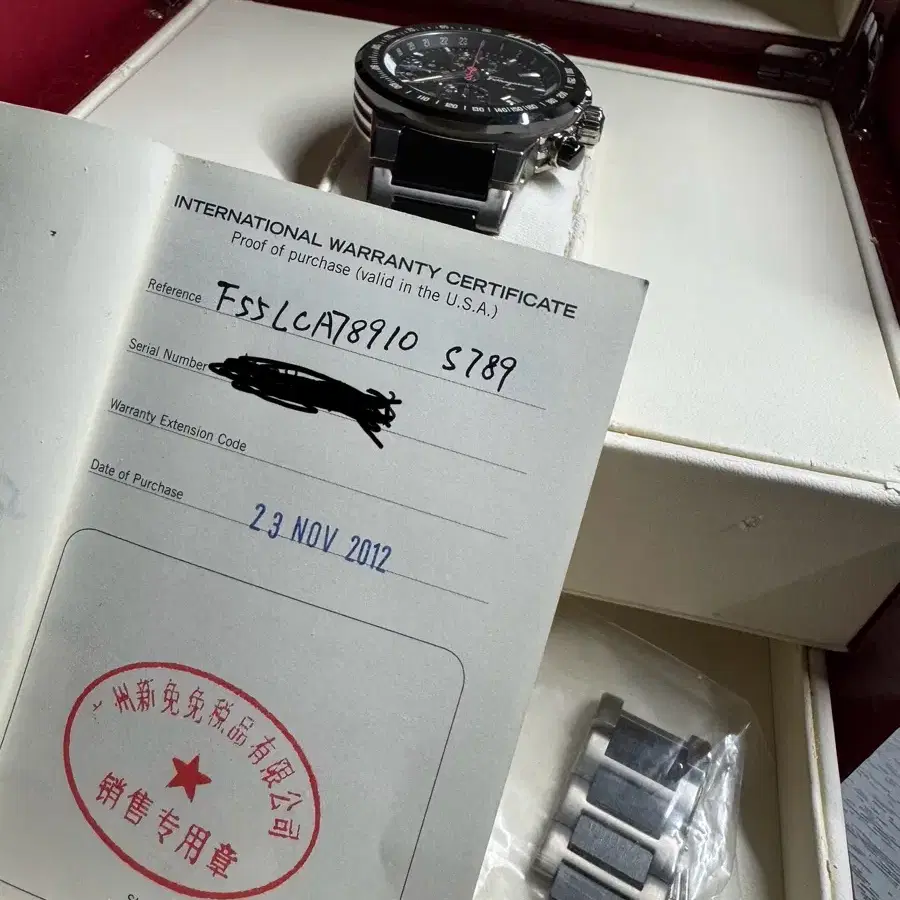 INTERNATIONAL WARRANTY CERTIFICATE
Proof of purchase (valid in the U.S.A.)
Reference F55LCA78910 S789
Serial Number
Warranty Extension Code
Date of Purchase 23 NOV 2012
广州新免免税品有限公司
销售专用章